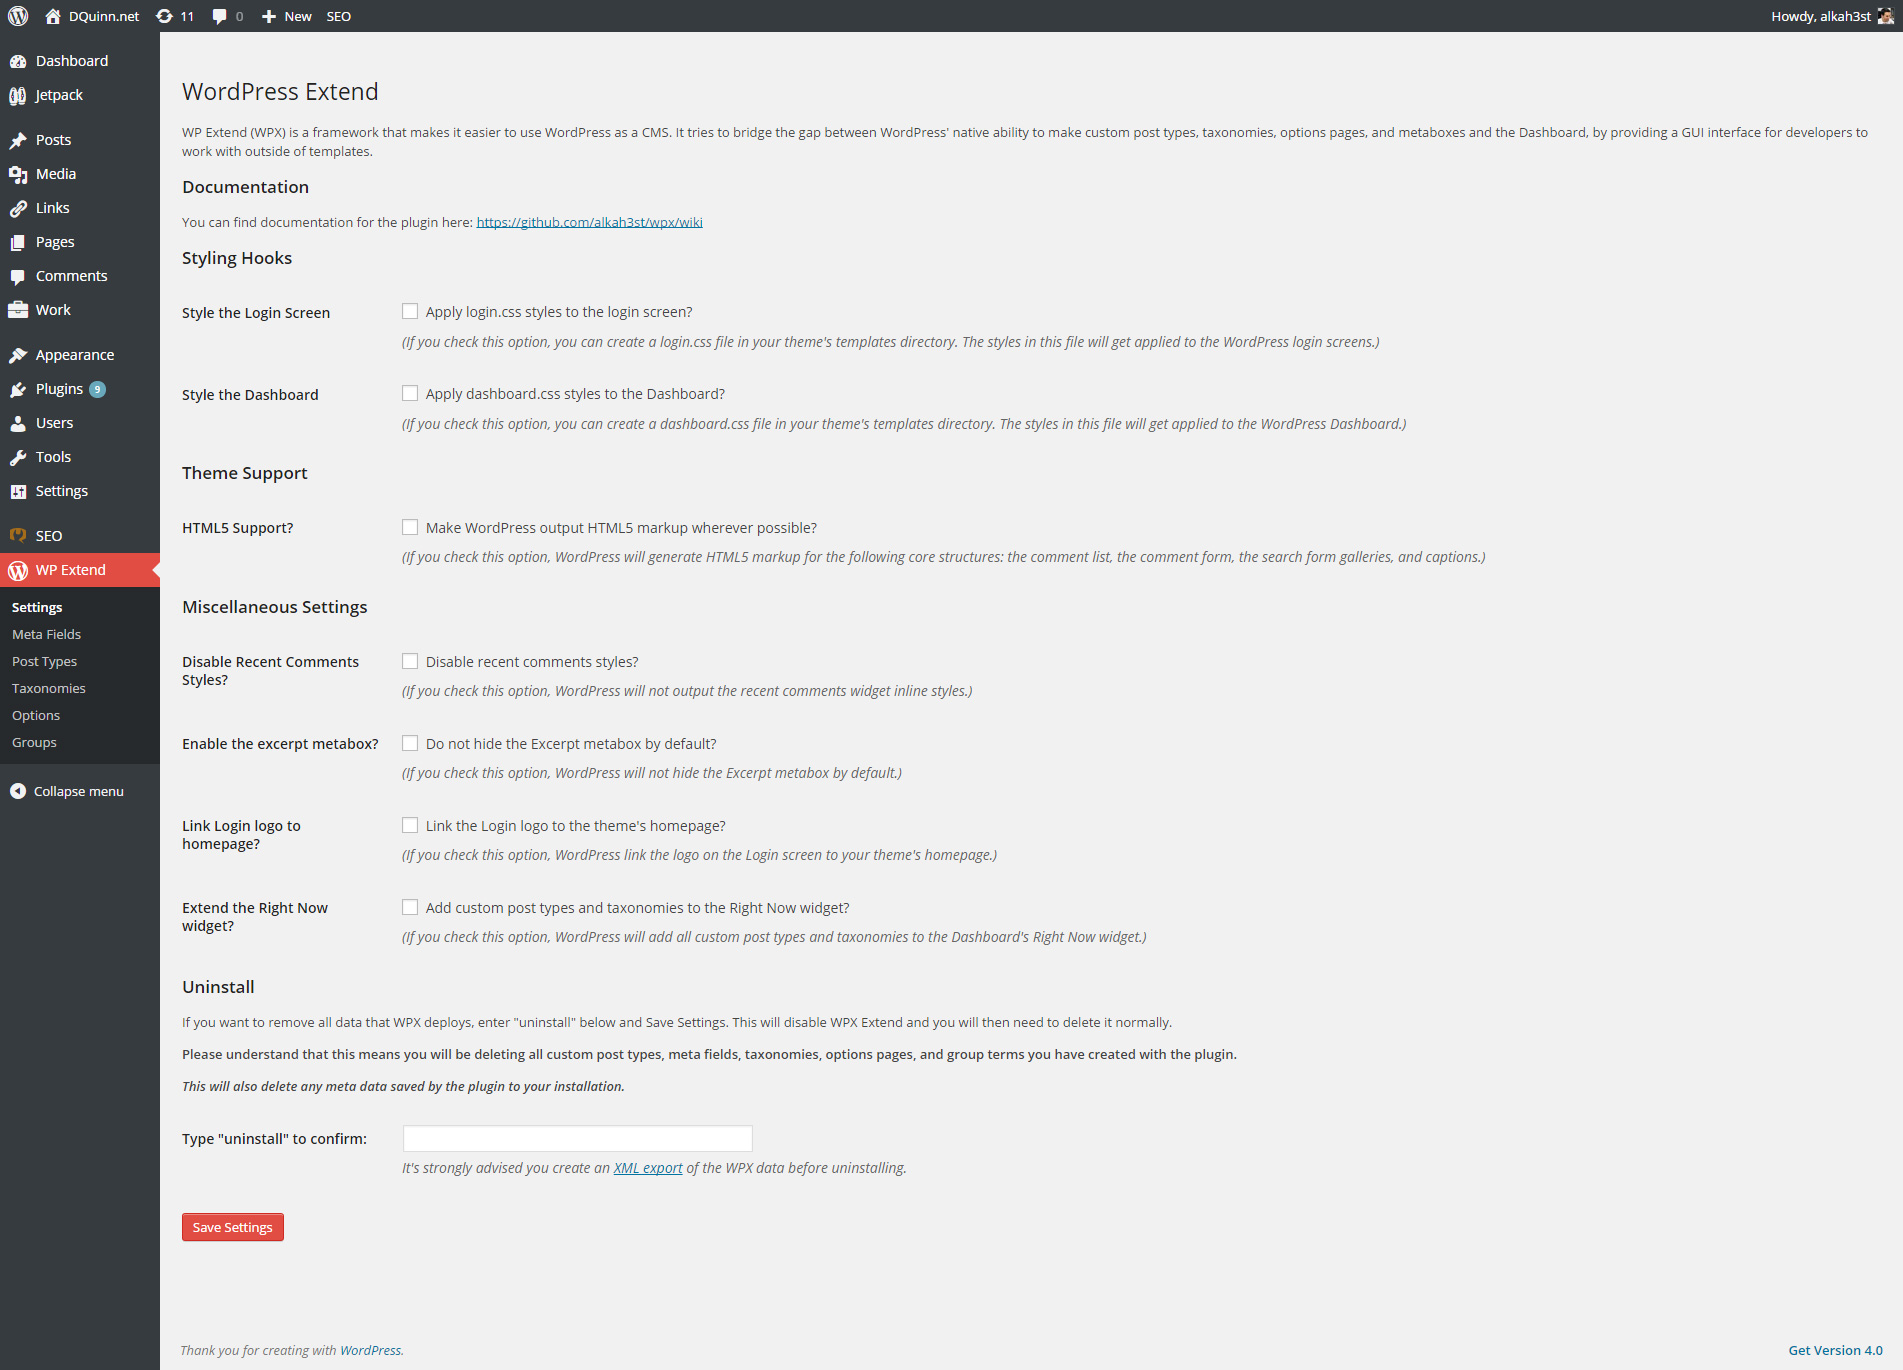 DQuinn.net 11 0 New SEO Howdy, alkah3st
Dashboard
Jetpack
Posts
Media
Links
Pages
Comments
Work
Appearance
Plugins 9
Users
Tools
Settings
SEO
WP Extend
Settings
Meta Fields
Post Types
Taxonomies
Options
Groups
Collapse menu
WordPress Extend
WP Extend (WPX) is a framework that makes it easier to use WordPress as a CMS. It tries to bridge the gap between WordPress' native ability to make custom post types, taxonomies, options pages, and metaboxes and the Dashboard, by providing a GUI interface for developers to
work with outside of templates.
Documentation
You can find documentation for the plugin here: https://github.com/alkah3st/wpx/wiki
Styling Hooks
Style the Login Screen
Apply login.css styles to the login screen?
(If you check this option, you can create a login.css file in your theme's templates directory. The styles in this file will get applied to the WordPress login screens.)
Style the Dashboard
Apply dashboard.css styles to the Dashboard?
(If you check this option, you can create a dashboard.css file in your theme's templates directory. The styles in this file will get applied to the WordPress Dashboard.)
Theme Support
HTML5 Support?
Make WordPress output HTML5 markup wherever possible?
(If you check this option, WordPress will generate HTML5 markup for the following core structures: the comment list, the comment form, the search form galleries, and captions.)
Miscellaneous Settings
Disable Recent Comments
Styles?
Disable recent comments styles?
(If you check this option, WordPress will not output the recent comments widget inline styles.)
Enable the excerpt metabox?
Do not hide the Excerpt metabox by default?
(If you check this option, WordPress will not hide the Excerpt metabox by default.)
Link Login logo to
homepage?
Link the Login logo to the theme's homepage?
(If you check this option, WordPress link the logo on the Login screen to your theme's homepage.)
Extend the Right Now
widget?
Add custom post types and taxonomies to the Right Now widget?
(If you check this option, WordPress will add all custom post types and taxonomies to the Dashboard's Right Now widget.)
Uninstall
If you want to remove all data that WPX deploys, enter "uninstall" below and Save Settings. This will disable WPX Extend and you will then need to delete it normally.
Please understand that this means you will be deleting all custom post types, meta fields, taxonomies, options pages, and group terms you have created with the plugin.
This will also delete any meta data saved by the plugin to your installation.
Type "uninstall" to confirm:
It's strongly advised you create an XML export of the WPX data before uninstalling.
Save Settings
Thank you for creating with WordPress.
Get Version 4.0